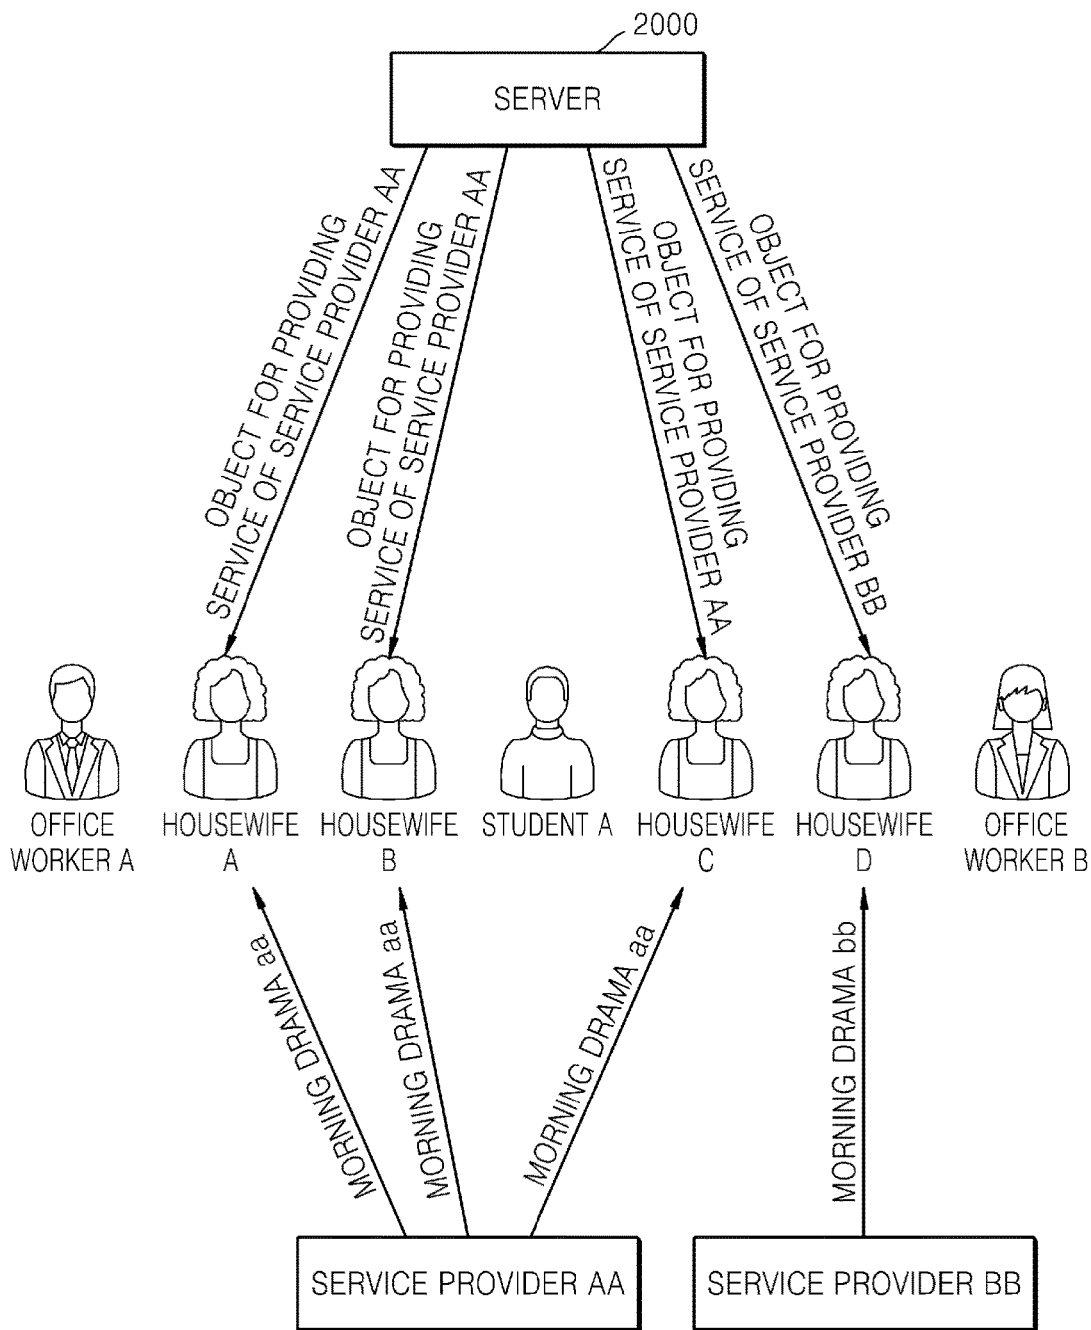 2000
SERVER
OBJECT FOR PROVIDING
SERVICE OF SERVICE PROVIDER AA
OBJECT FOR PROVIDING
SERVICE OF SERVICE PROVIDER AA
OBJECT FOR PROVIDING
SERVICE OF SERVICE PROVIDER AA
OBJECT FOR PROVIDING
SERVICE OF SERVICE PROVIDER BB
OFFICE
WORKER A
HOUSEWIFE
A
HOUSEWIFE
B
STUDENT A
HOUSEWIFE
C
HOUSEWIFE
D
OFFICE
WORKER B
MORNING DRAMA aa
MORNING DRAMA aa
MORNING DRAMA aa
MORNING DRAMA bb
SERVICE PROVIDER AA
SERVICE PROVIDER BB